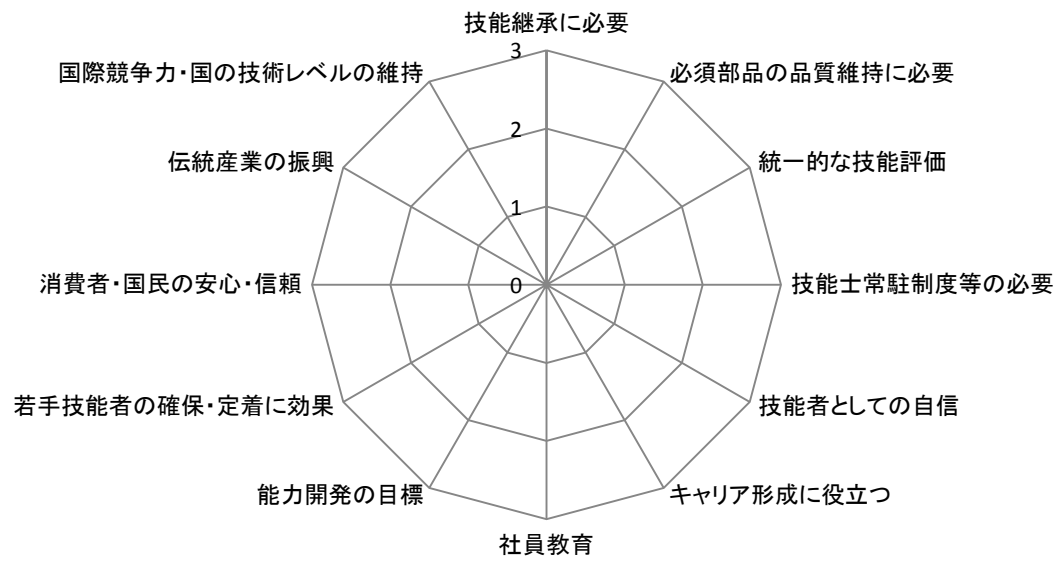 技能継承に必要
必須部品の品質維持に必要
統一的な技能評価
技能士常駐制度等の必要
技能者としての自信
キャリア形成に役立つ
社員教育
能力開発の目標
若手技能者の確保・定着に効果
消費者・国民の安心・信頼
伝統産業の振興
国際競争力・国の技術レベルの維持
3
2
1
0